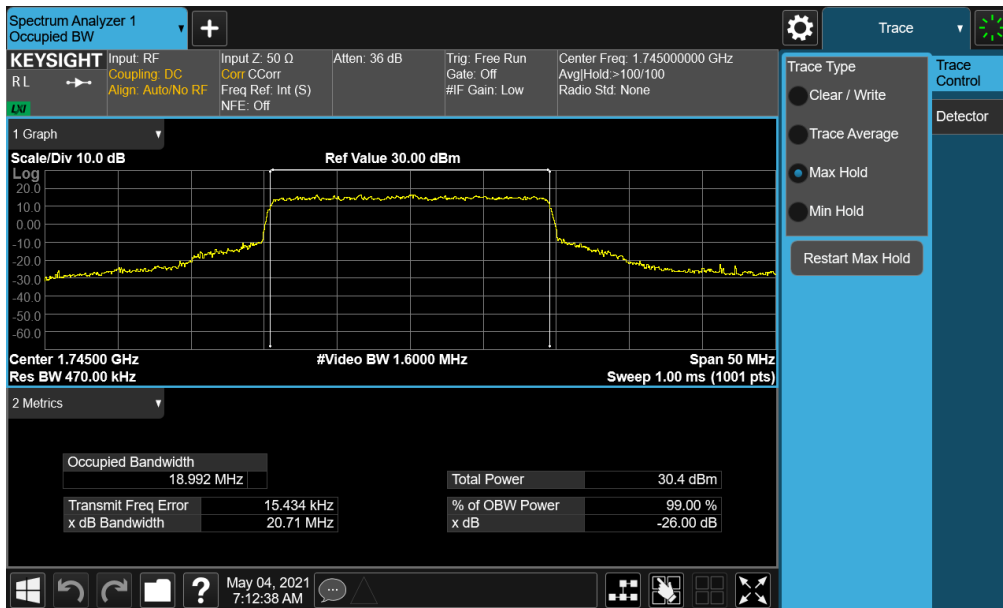 Spectrum Analyzer 1
Occupied BW
+
Trace
KEYSIGHT
RL
LXI
Input: RF
Coupling: DC
Align: Auto/No RF
Input Z: 50 Ω
Corr CCorr
Freq Ref: Int (S)
NFE: Off
Atten: 36 dB
Trig: Free Run
Gate: Off
#IF Gain: Low
Center Freq: 1.745000000 GHz
Avg|Hold:>100/100
Radio Std: None
Trace Type
Clear / Write
Trace Average
Max Hold
Min Hold
Restart Max Hold
Trace
Control
Detector
1 Graph
Scale/Div 10.0 dB
Ref Value 30.00 dBm
Log
20.0
10.0
0.00
-10.0
-20.0
-30.0
-40.0
-50.0
-60.0
Center 1.74500 GHz
#Video BW 1.6000 MHz
Span 50 MHz
Res BW 470.00 kHz
Sweep 1.00 ms (1001 pts)
2 Metrics
Occupied Bandwidth
18.992 MHz
Total Power 30.4 dBm
Transmit Freq Error 15.434 kHz
% of OBW Power 99.00 %
x dB Bandwidth 20.71 MHz
x dB -26.00 dB
?
May 04, 2021
7:12:38 AM